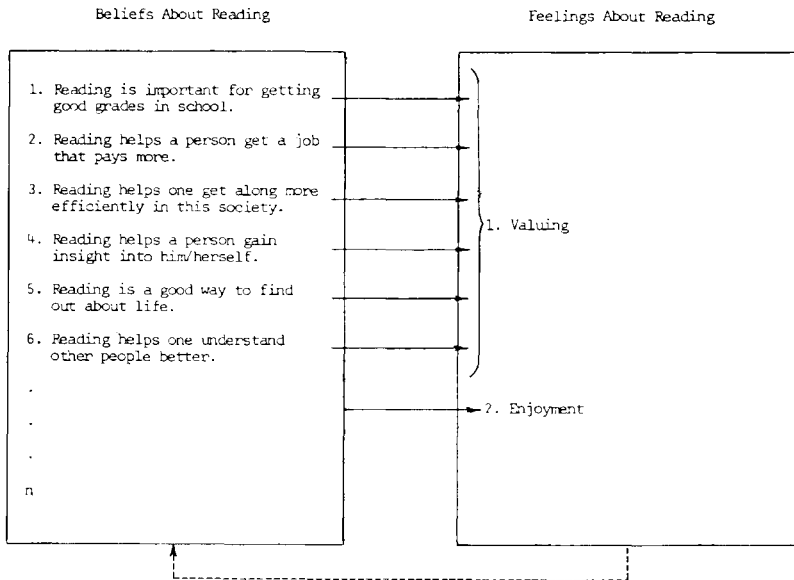 Beliefs About Reading
Feelings About Reading
1. Reading is important for getting
good grades in school.
2. Reading helps a person get a job
that pays more.
3. Reading helps one get along more
efficiently in this society.
4. Reading helps a person gain
insight into him/herself.
5. Reading is a good way to find
out about life.
6. Reading helps one understand
other people better.
.
.
.
n
1. Valuing
2. Enjoyment